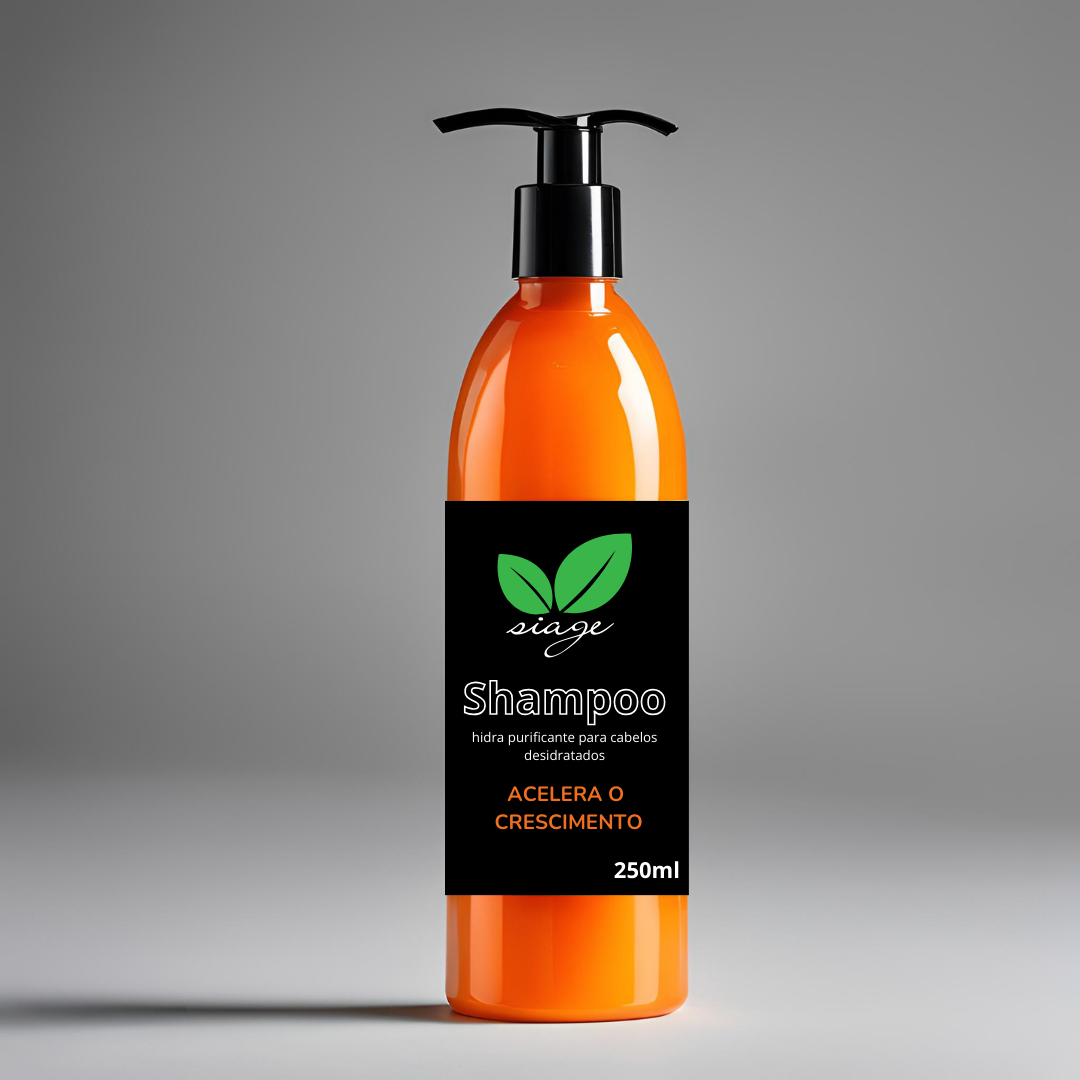 siage
Shampoo
hidra purificante para cabelos
desidratados
ACELERA O
CRESCIMENTO
250ml